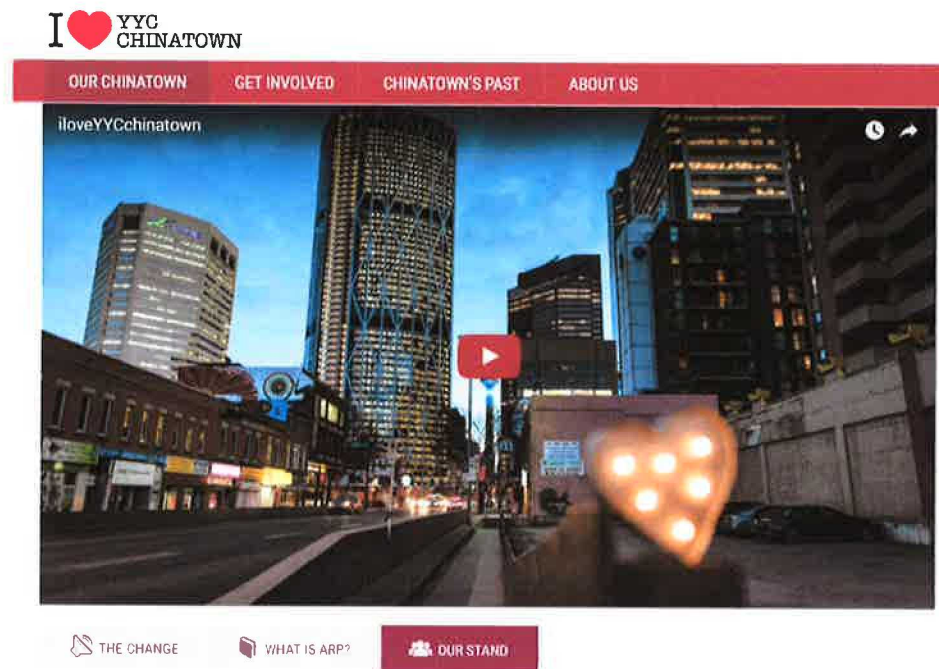 I YYC
CHINATOWN
OUR CHINATOWN GET INVOLVED CHINATOWN'S PAST ABOUT US
iloveYYCchinatown
THE CHANGE WHAT IS ARP? OUR STAND